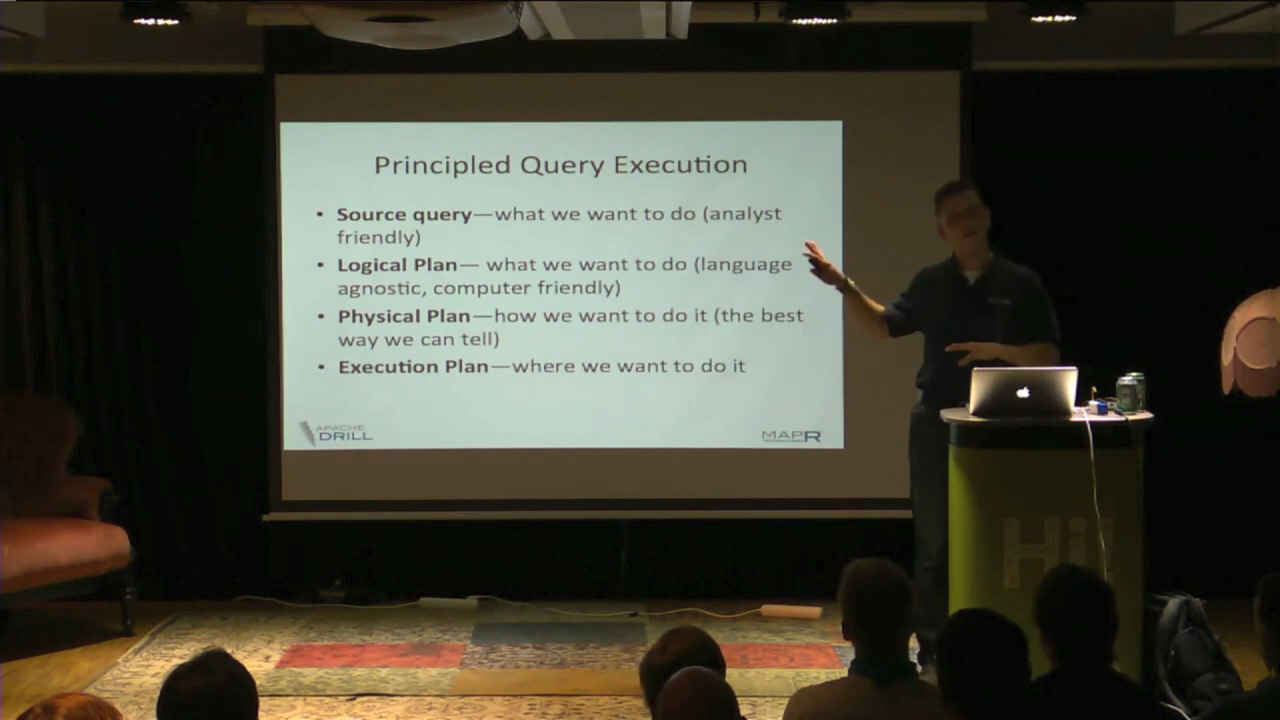 Principled Query Execution
• Source query—what we want to do (analyst
friendly)
• Logical Plan— what we want to do (language
agnostic, computer friendly)
• Physical Plan—how we want to do it (the best
way we can tell)
• Execution Plan—where we want to do it
APACHE
DRILL
MAPR
Hi